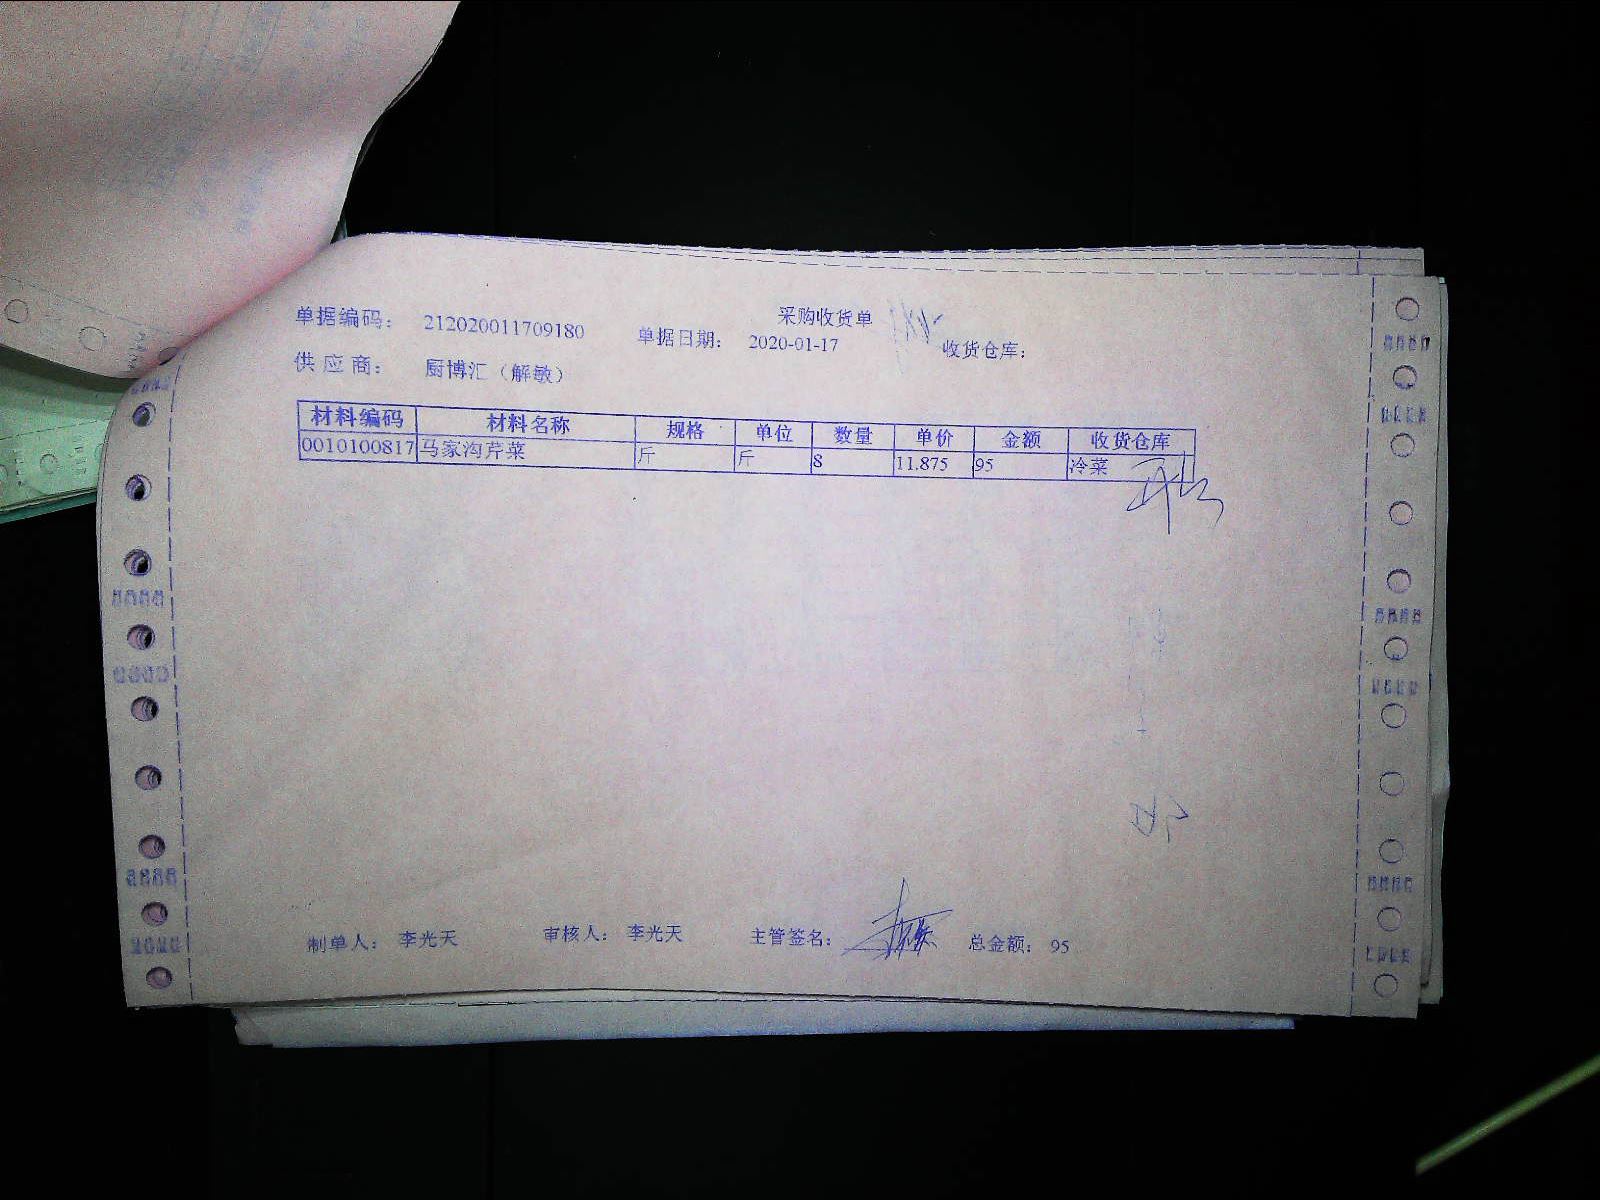 采购收货单
单据编码： 212020011709180 单据日期： 2020-01-17 收货仓库：
供应商： 厨博汇（解敏）
材料编码 材料名称 规格 单位 数量 单价 金额 收货仓库
0010100817 马家沟芹菜 斤 斤 8 11.875 95 冷菜
制单人： 李光天 审核人： 李光天 主管签名： 总金额： 95